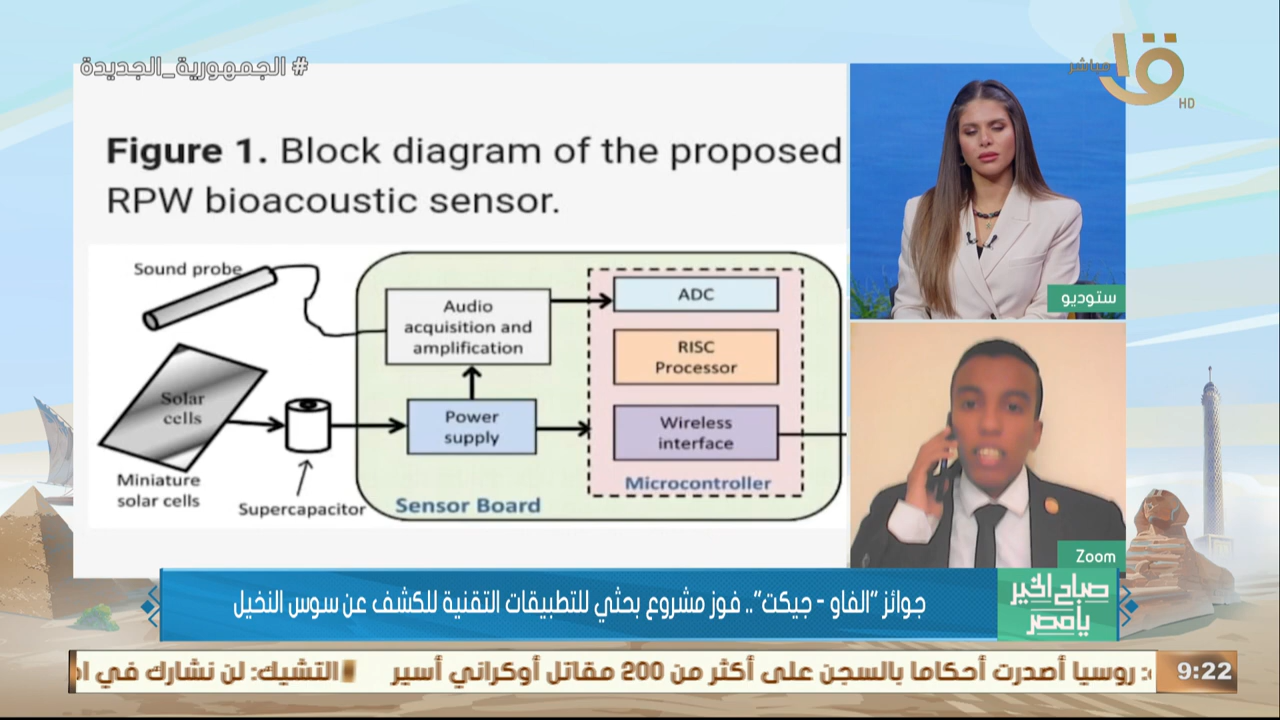 # الجمهورية_الجديدة
مباشر
HD
Figure 1. Block diagram of the proposed
RPW bioacoustic sensor.
Sound probe
Audio
acquisition and
amplification
ADC
RISC
Processor
Solar
cells
Power
supply
Wireless
interface
Miniature
solar cells
Supercapacitor
Sensor Board
Microcontroller
ستوديو
Zoom
صباح الخير
يا مصر
جوائز "الفاو - جيكت".. فوز مشروع بحثي للتطبيقات التقنية للكشف عن سوس النخيل
روسيا أصدرت أحكاما بالسجن على أكثر من 200 مقاتل أوكراني أسير
التشيك: لن نشارك في
9:22